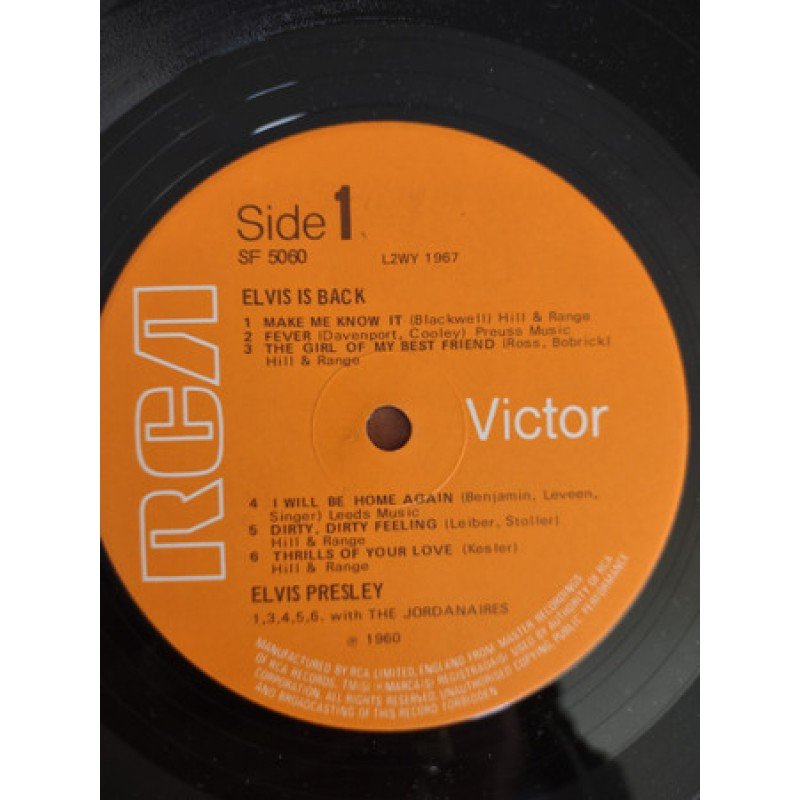 Side 1
SF 5060 L2WY 1967
ELVIS IS BACK
1 MAKE ME KNOW IT (Blackwell) Hill & Range
2 FEVER (Davenport, Cooley) Preuss Music
3 THE GIRL OF MY BEST FRIEND (Ross, Bobrick)
Hill & Range
RCA
Victor
4 I WILL BE HOME AGAIN (Benjamin, Leveen,
Singer) Leeds Music
5 DIRTY, DIRTY FEELING (Leiber, Stoller)
Hill & Range
6 THRILLS OF YOUR LOVE (Kesler)
Hill & Range
ELVIS PRESLEY
1,3,4,5,6, with THE JORDANAIRES
℗ 1960
MANUFACTURED BY RCA LIMITED, ENGLAND FROM MASTER RECORDINGS
OF RCA RECORDS. TM(S) ® MARCA(S) REGISTRADA(S) USED BY AUTHORITY OF RCA
CORPORATION. ALL RIGHTS RESERVED. UNAUTHORISED COPYING, PUBLIC PERFORMANCE
AND BROADCASTING OF THIS RECORD FORBIDDEN